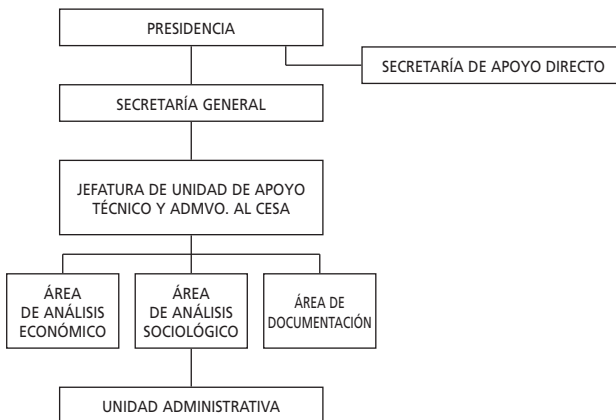 PRESIDENCIA
SECRETARÍA DE APOYO DIRECTO
SECRETARÍA GENERAL
JEFATURA DE UNIDAD DE APOYO
TÉCNICO Y ADMVO. AL CESA
ÁREA
DE ANÁLISIS
ECONÓMICO
ÁREA
DE ANÁLISIS
SOCIOLÓGICO
ÁREA DE
DOCUMENTACIÓN
UNIDAD ADMINISTRATIVA